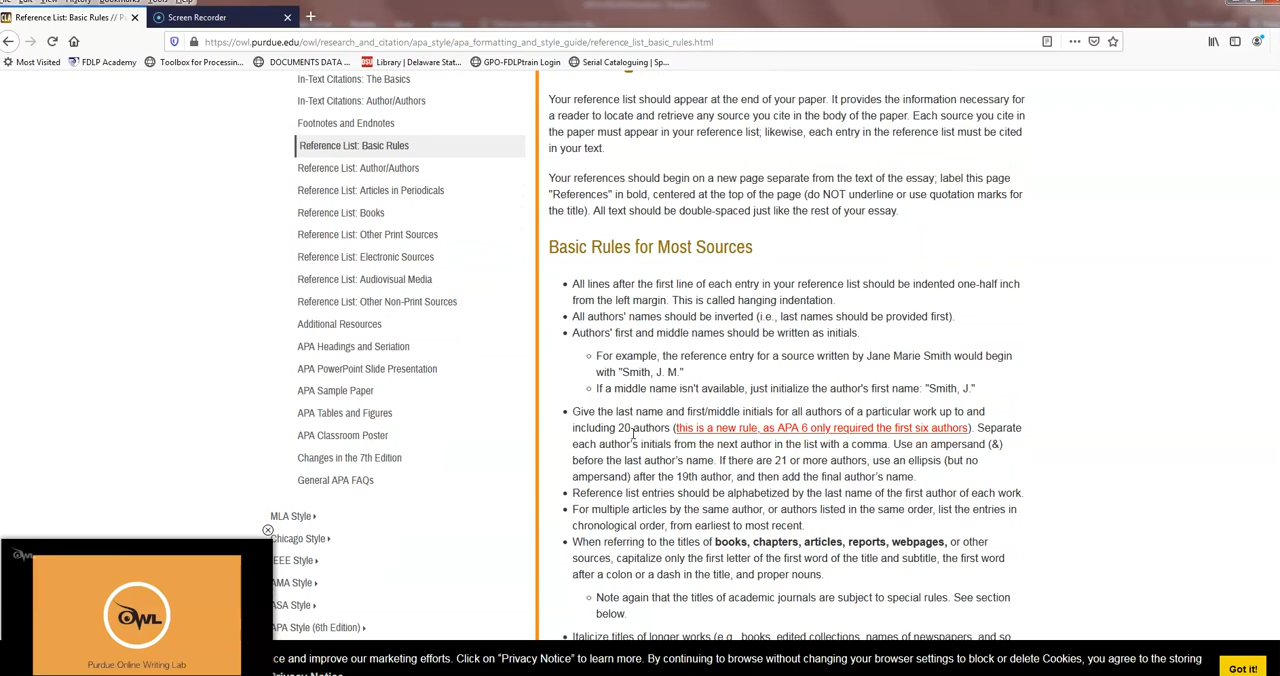 File Edit View History Bookmarks Tools Help
Reference List: Basic Rules // P
Screen Recorder
https://owl.purdue.edu/owl/research_and_citation/apa_style/apa_formatting_and_style_guide/reference_list_basic_rules.html
Most Visited FDLP Academy Toolbox for Processin... DOCUMENTS DATA ... Library | Delaware Stat... GPO-FDLPtrain Login Serial Cataloguing | Sp...
In-Text Citations: The Basics
In-Text Citations: Author/Authors
Footnotes and Endnotes
Reference List: Basic Rules
Reference List: Author/Authors
Reference List: Articles in Periodicals
Reference List: Books
Reference List: Other Print Sources
Reference List: Electronic Sources
Reference List: Audiovisual Media
Reference List: Other Non-Print Sources
Additional Resources
APA Headings and Seriation
APA PowerPoint Slide Presentation
APA Sample Paper
APA Tables and Figures
APA Classroom Poster
Changes in the 7th Edition
General APA FAQs
MLA Style
Chicago Style
IEEE Style
AMA Style
ASA Style
APA Style (6th Edition)
Your reference list should appear at the end of your paper. It provides the information necessary for
a reader to locate and retrieve any source you cite in the body of the paper. Each source you cite in
the paper must appear in your reference list; likewise, each entry in the reference list must be cited
in your text.
Your references should begin on a new page separate from the text of the essay; label this page
"References" in bold, centered at the top of the page (do NOT underline or use quotation marks for
the title). All text should be double-spaced just like the rest of your essay.
Basic Rules for Most Sources
All lines after the first line of each entry in your reference list should be indented one-half inch
from the left margin. This is called hanging indentation.
All authors' names should be inverted (i.e., last names should be provided first).
Authors' first and middle names should be written as initials.
For example, the reference entry for a source written by Jane Marie Smith would begin
with "Smith, J. M."
If a middle name isn't available, just initialize the author's first name: "Smith, J."
Give the last name and first/middle initials for all authors of a particular work up to and
including 20 authors (this is a new rule, as APA 6 only required the first six authors). Separate
each author's initials from the next author in the list with a comma. Use an ampersand (&)
before the last author's name. If there are 21 or more authors, use an ellipsis (but no
ampersand) after the 19th author, and then add the final author's name.
Reference list entries should be alphabetized by the last name of the first author of each work.
For multiple articles by the same author, or authors listed in the same order, list the entries in
chronological order, from earliest to most recent.
When referring to the titles of books, chapters, articles, reports, webpages, or other
sources, capitalize only the first letter of the first word of the title and subtitle, the first word
after a colon or a dash in the title, and proper nouns.
Note again that the titles of academic journals are subject to special rules. See section
below.
Italicize titles of longer works (e.g., books, edited collections, names of newspapers, and so
OWL
OWL
Purdue Online Writing Lab
ce and improve our marketing efforts. Click on "Privacy Notice" to learn more. By continuing to browse without changing your browser settings to block or delete Cookies, you agree to the storing
Privacy Notice
Got it!